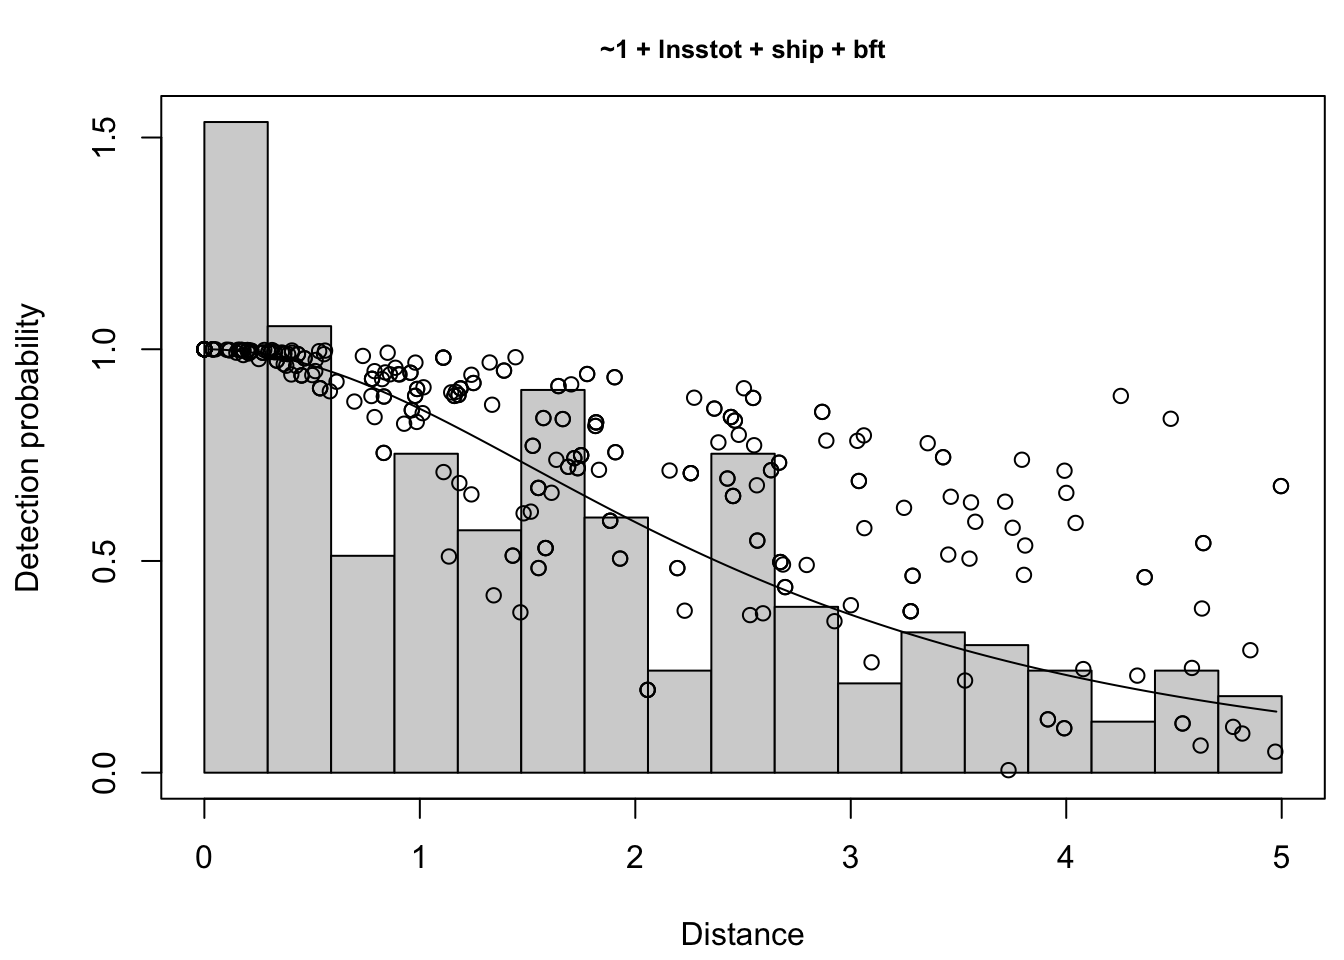 ~1 + lnsstot + ship + bft
Detection probability
1.5
1.0
0.5
0.0
0 1 2 3 4 5
Distance